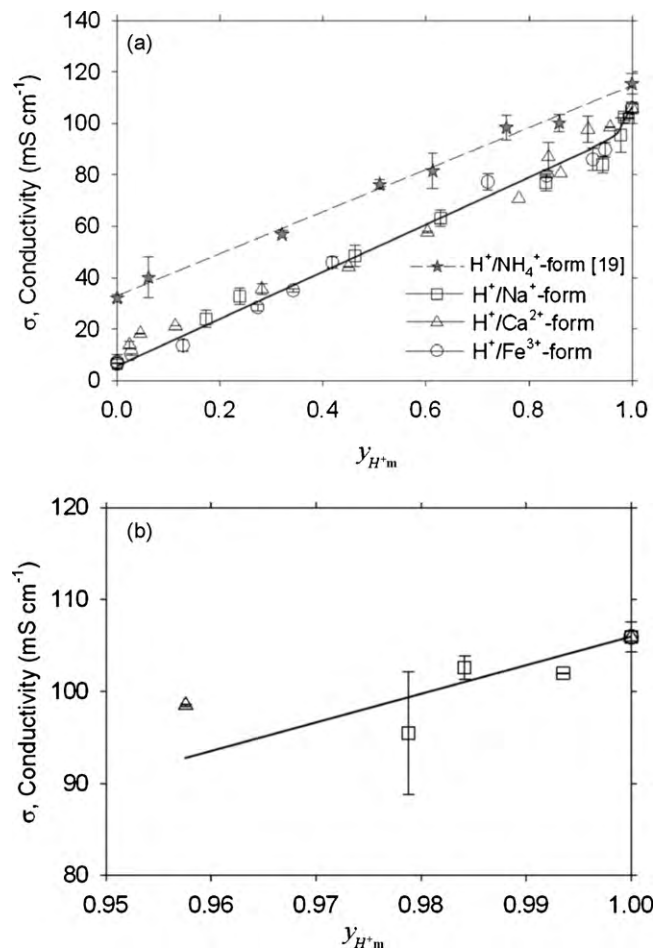 (a)
σ, Conductivity (mS cm⁻¹)
140
120
100
80
60
40
20
0
H⁺/NH₄⁺-form [19]
H⁺/Na⁺-form
H⁺/Ca²⁺-form
H⁺/Fe³⁺-form
0.0 0.2 0.4 0.6 0.8 1.0
y_H⁺m
(b)
σ, Conductivity (mS cm⁻¹)
120
110
100
90
80
0.95 0.96 0.97 0.98 0.99 1.00
y_H⁺m